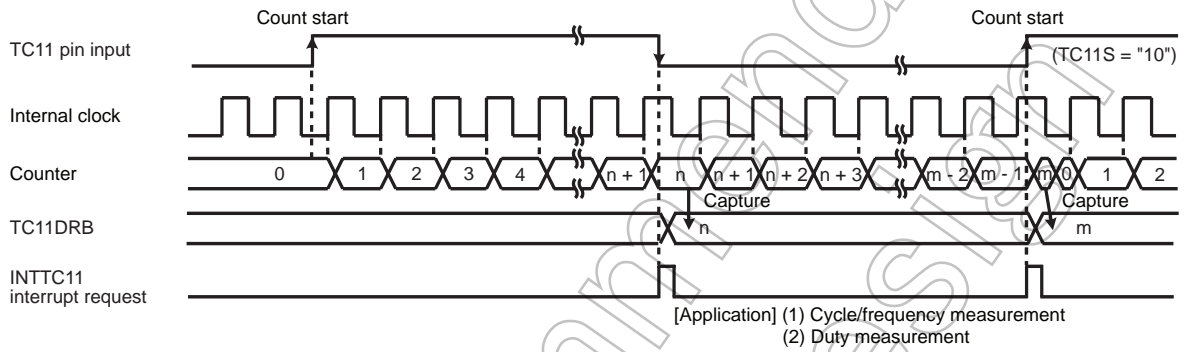 Count start
Count start
TC11 pin input
(TC11S = "10")
Internal clock
Counter
0 1 2 3 4 n + 1 n n + 1 n + 2 n + 3 m - 2 m - 1 m 0 1 2
Capture
Capture
TC11DRB
n
m
INTTC11
interrupt request
[Application] (1) Cycle/frequency measurement
(2) Duty measurement